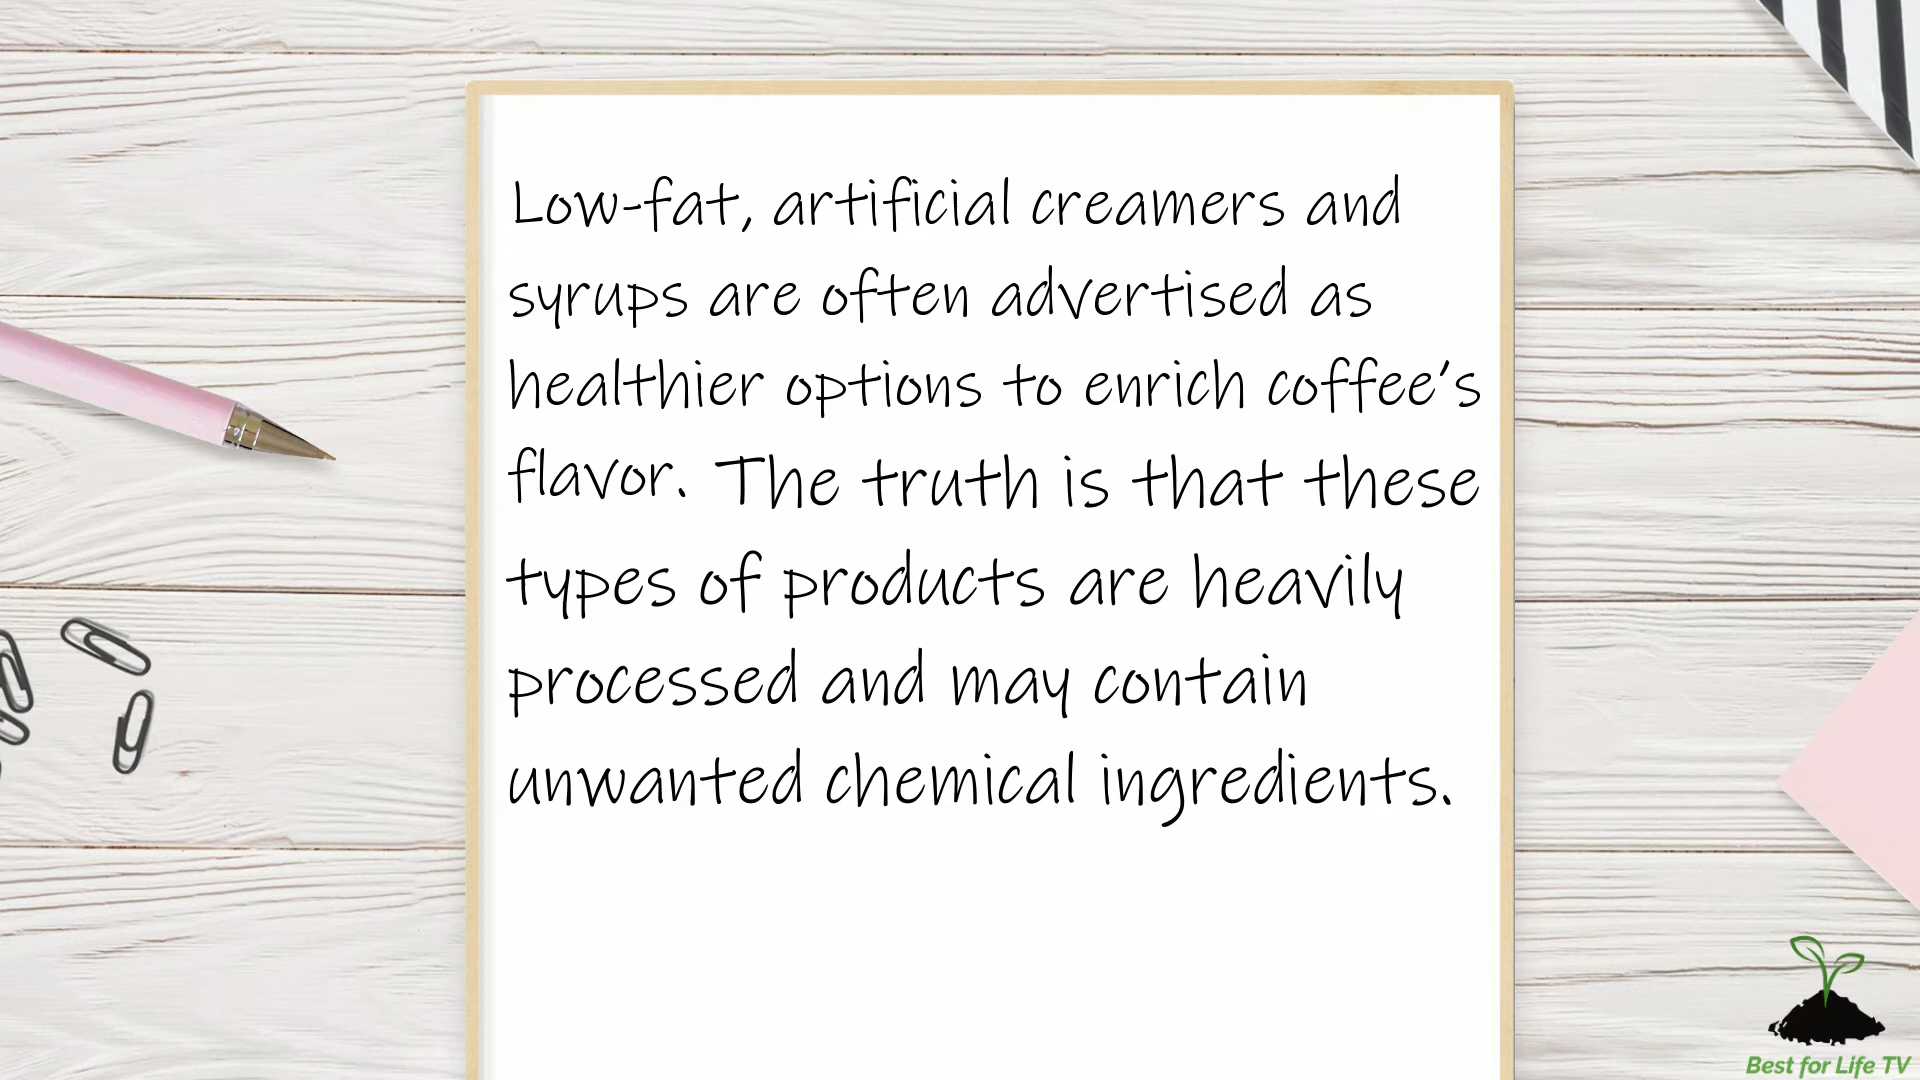 Low-fat, artificial creamers and
syrups are often advertised as
healthier options to enrich coffee's
flavor. The truth is that these
types of products are heavily
processed and may contain
unwanted chemical ingredients.
Best for Life TV